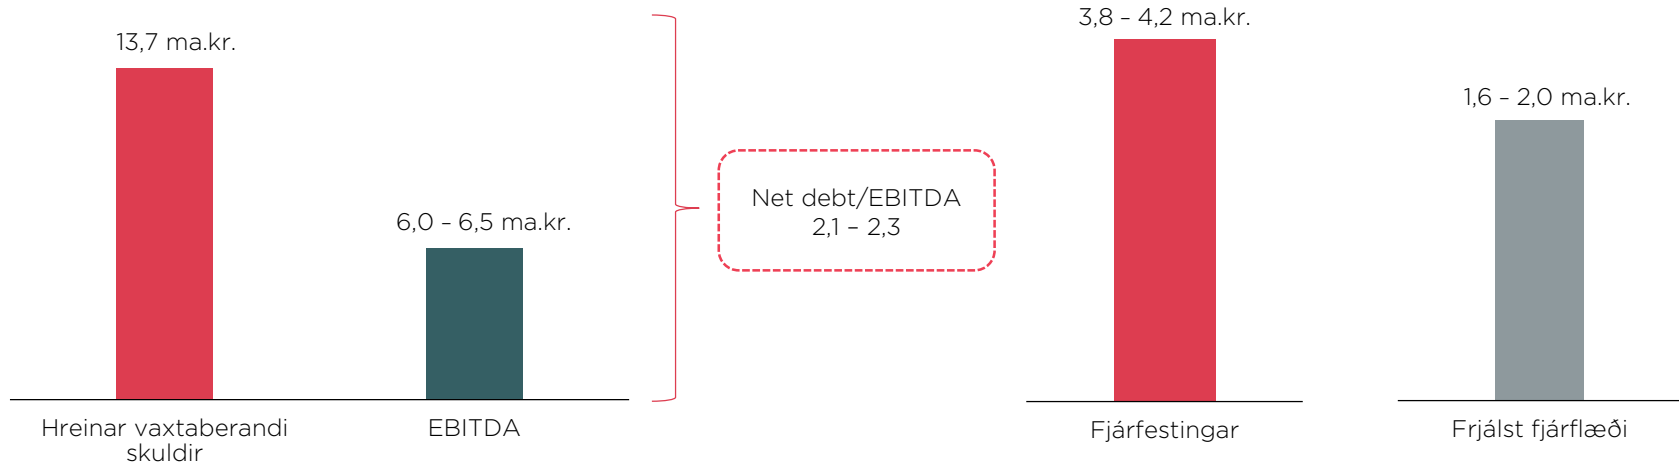 13,7 ma.kr.
Hreinar vaxtaberandi
skuldir
6,0 - 6,5 ma.kr.
EBITDA
Net debt/EBITDA
2,1 – 2,3
3,8 – 4,2 ma.kr.
Fjárfestingar
1,6 – 2,0 ma.kr.
Frjálst fjárflæði